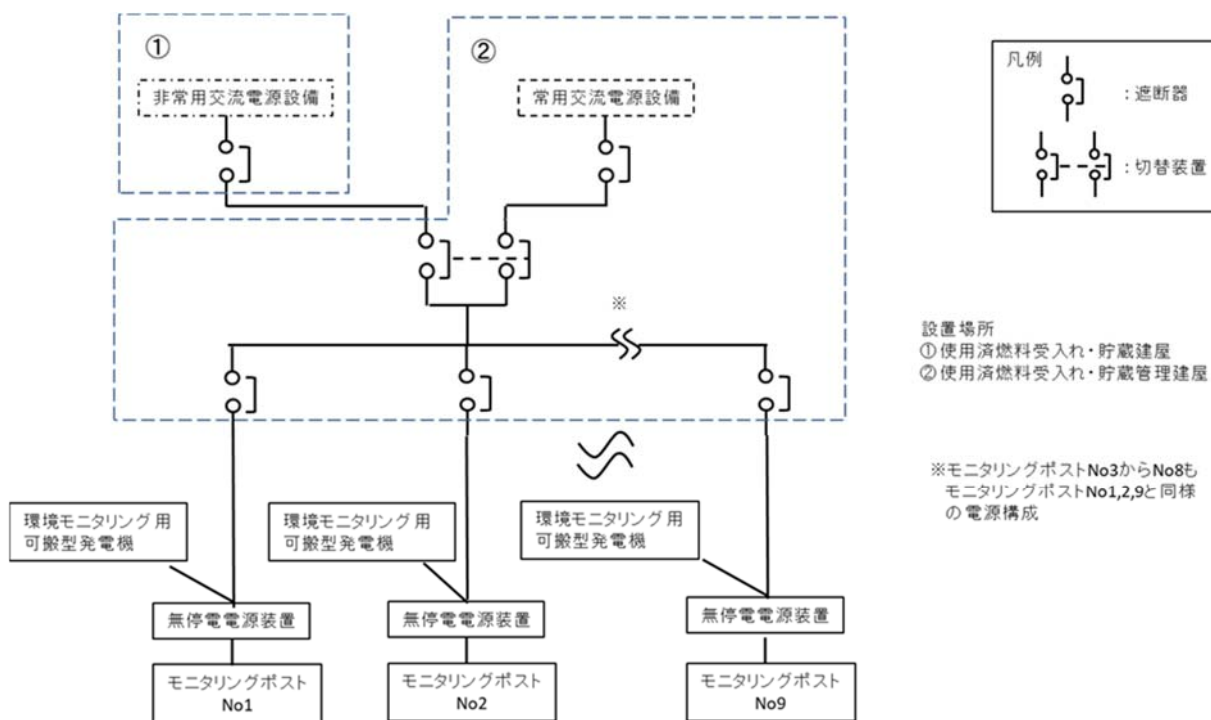 ①
②
非常用交流電源設備
常用交流電源設備
凡例
:遮断器
:切替装置
※
設置場所
①使用済燃料受入れ・貯蔵建屋
②使用済燃料受入れ・貯蔵管理建屋
※モニタリングポストNo3からNo8も
モニタリングポストNo1,2,9と同様
の電源構成
環境モニタリング用
可搬型発電機
環境モニタリング用
可搬型発電機
環境モニタリング用
可搬型発電機
無停電電源装置
無停電電源装置
無停電電源装置
モニタリングポスト
No1
モニタリングポスト
No2
モニタリングポスト
No9